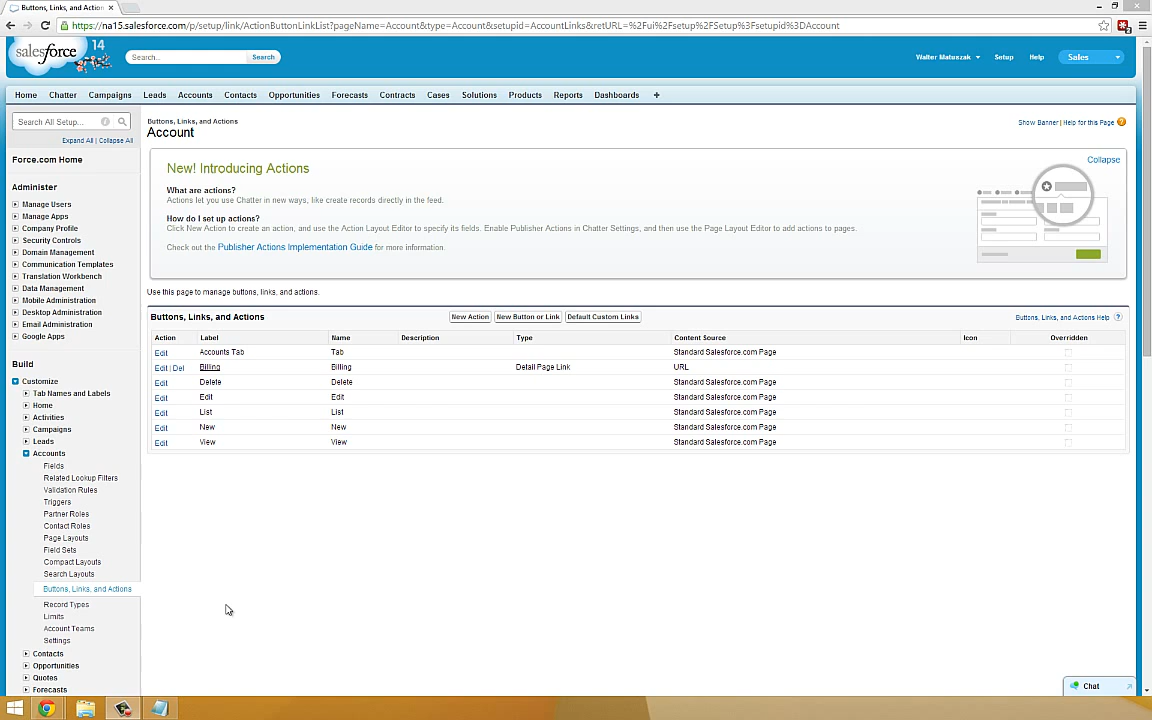 Buttons, Links, and Action
https://na15.salesforce.com/p/setup/link/ActionButtonLinkList?pageName=Account&type=Account&setupid=AccountLinks&retURL=%2Fui%2Fsetup%2FSetup%3Fsetupid%3DAccount
salesforce 14
Search...
Search
Walter Matuszak
Setup
Help
Sales
Home Chatter Campaigns Leads Accounts Contacts Opportunities Forecasts Contracts Cases Solutions Products Reports Dashboards +
Search All Setup...
Expand All | Collapse All
Force.com Home
Administer
Manage Users
Manage Apps
Company Profile
Security Controls
Domain Management
Communication Templates
Translation Workbench
Data Management
Mobile Administration
Desktop Administration
Email Administration
Google Apps
Build
Customize
Tab Names and Labels
Home
Activities
Campaigns
Leads
Accounts
Fields
Related Lookup Filters
Validation Rules
Triggers
Partner Roles
Contact Roles
Page Layouts
Field Sets
Compact Layouts
Search Layouts
Buttons, Links, and Actions
Record Types
Limits
Account Teams
Settings
Contacts
Opportunities
Quotes
Forecasts
Buttons, Links, and Actions
Account
Show Banner | Help for this Page ?
Collapse
New! Introducing Actions
What are actions?
Actions let you use Chatter in new ways, like create records directly in the feed.
How do I set up actions?
Click New Action to create an action, and use the Action Layout Editor to specify its fields. Enable Publisher Actions in Chatter Settings, and then use the Page Layout Editor to add actions to pages.
Check out the Publisher Actions Implementation Guide for more information.
Use this page to manage buttons, links, and actions.
Buttons, Links, and Actions
New Action
New Button or Link
Default Custom Links
Buttons, Links, and Actions Help ?
Action Label Name Description Type Content Source Icon Overridden
Edit Accounts Tab Tab Standard Salesforce.com Page
Edit | Del Billing Billing Detail Page Link URL
Edit Delete Delete Standard Salesforce.com Page
Edit Edit Edit Standard Salesforce.com Page
Edit List List Standard Salesforce.com Page
Edit New New Standard Salesforce.com Page
Edit View View Standard Salesforce.com Page
Chat